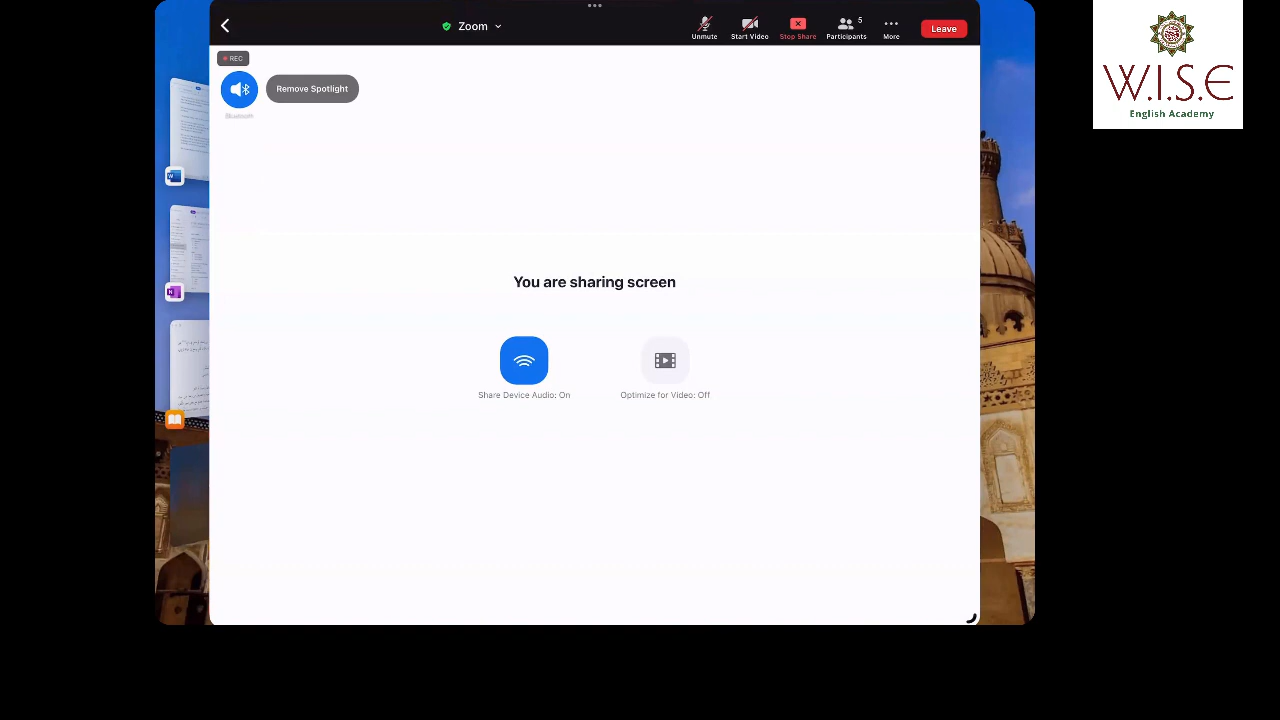 Zoom
Unmute
Start Video
Stop Share
5
Participants
More
Leave
REC
Remove Spotlight
Bluetooth
You are sharing screen
Share Device Audio: On
Optimize for Video: Off
W.I.S.E
English Academy